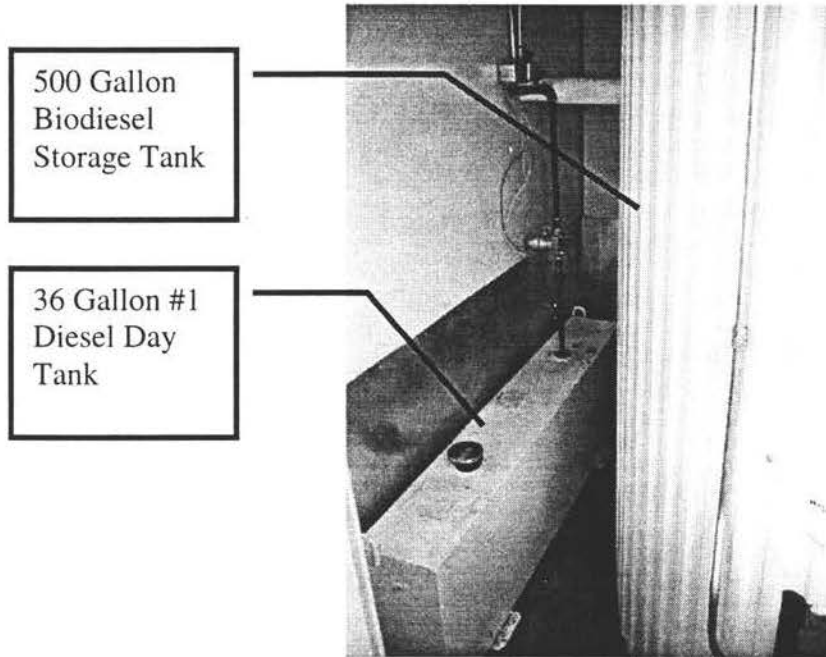 500 Gallon
Biodiesel
Storage Tank
36 Gallon #1
Diesel Day
Tank